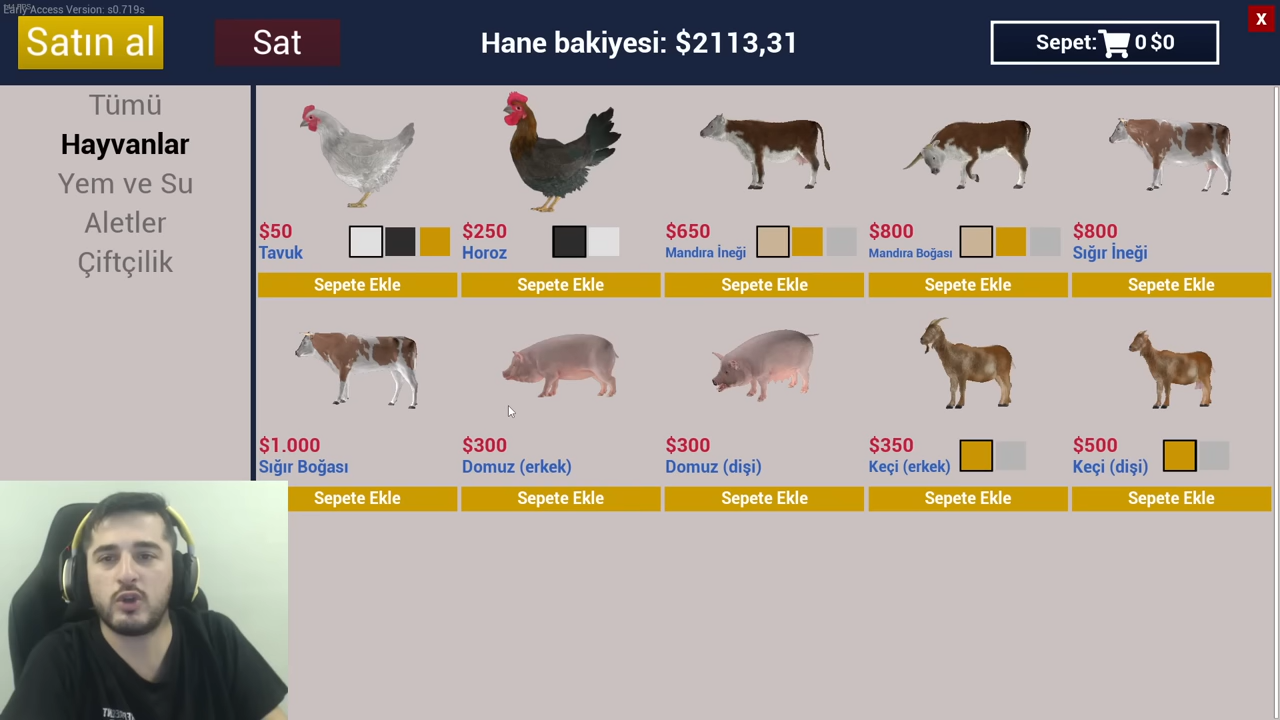 Early Access Version: s0.719s
Satın al
Sat
Hane bakiyesi: $2113,31
Sepet: 0 $0
X
Tümü
Hayvanlar
Yem ve Su
Aletler
Çiftçilik
$50
Tavuk
Sepete Ekle
$250
Horoz
Sepete Ekle
$650
Mandıra İneği
Sepete Ekle
$800
Mandıra Boğası
Sepete Ekle
$800
Sığır İneği
Sepete Ekle
$1.000
Sığır Boğası
Sepete Ekle
$300
Domuz (erkek)
Sepete Ekle
$300
Domuz (dişi)
Sepete Ekle
$350
Keçi (erkek)
Sepete Ekle
$500
Keçi (dişi)
Sepete Ekle